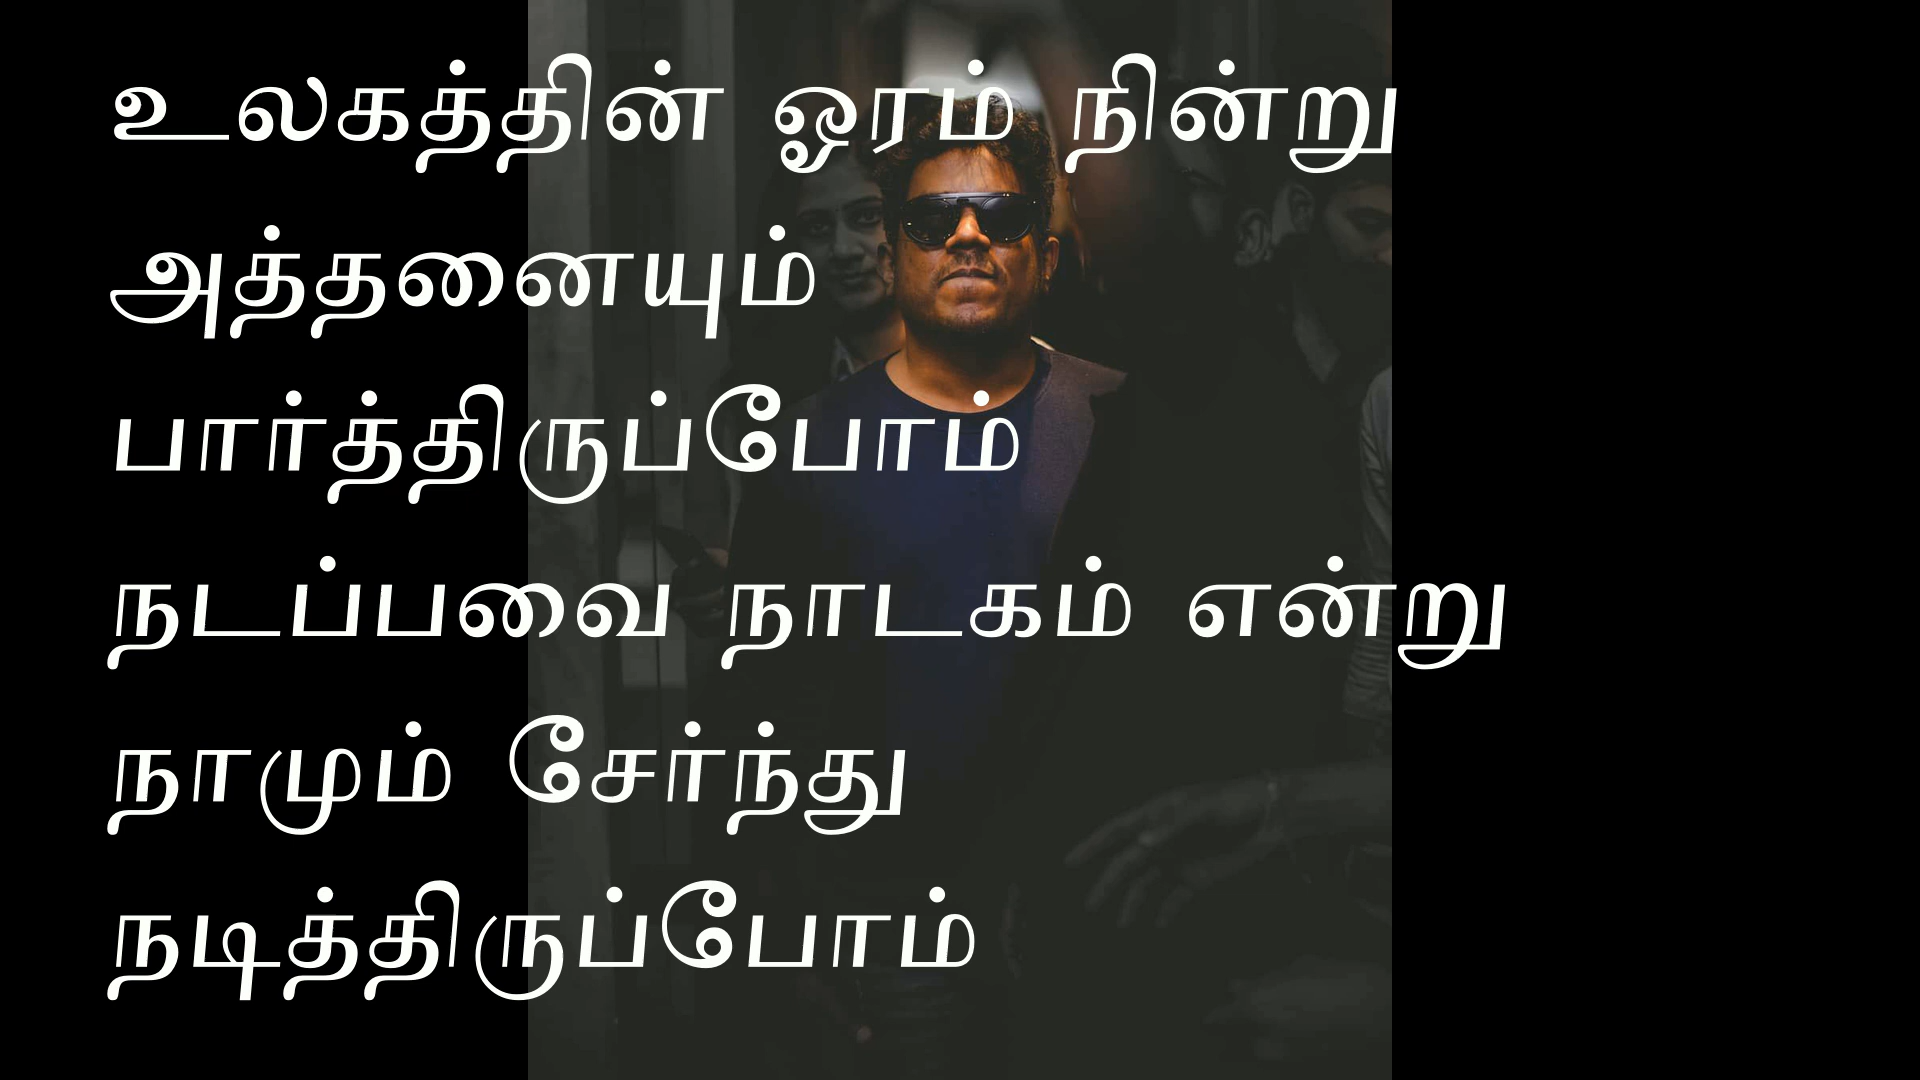 உலகத்தின் ஓரம் நின்று
அத்தனையும்
பார்த்திருப்போம்
நடப்பவை நாடகம் என்று
நாமும் சேர்ந்து
நடித்திருப்போம்